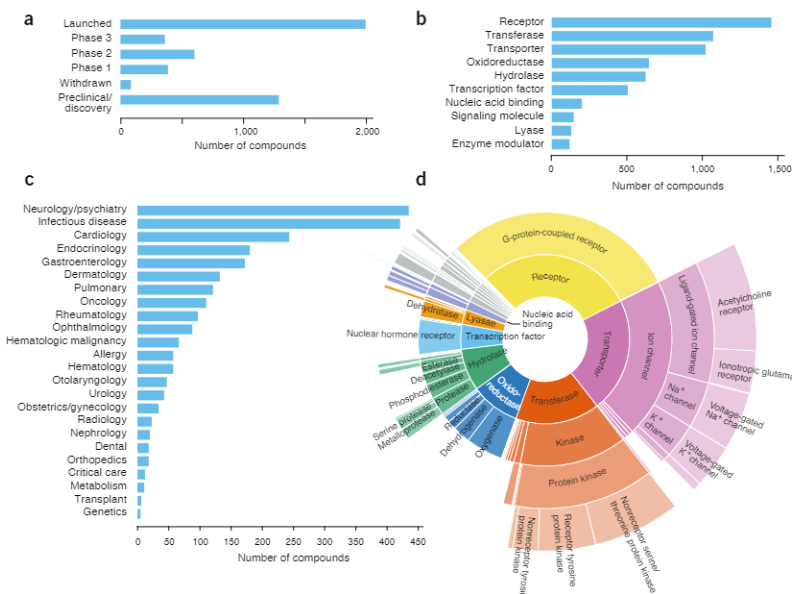 a
Launched
Phase 3
Phase 2
Phase 1
Withdrawn
Preclinical/
discovery
0
1,000
2,000
Number of compounds
b
Receptor
Transferase
Transporter
Oxidoreductase
Hydrolase
Transcription factor
Nucleic acid binding
Signaling molecule
Lyase
Enzyme modulator
0
500
1,000
1,500
Number of compounds
c
Neurology/psychiatry
Infectious disease
Cardiology
Endocrinology
Gastroenterology
Dermatology
Pulmonary
Oncology
Rheumatology
Ophthalmology
Hematologic malignancy
Allergy
Hematology
Otolaryngology
Urology
Obstetrics/gynecology
Radiology
Nephrology
Dental
Orpedics
Critical care
Metabolism
Transplant
Genetics
0
50
100
150
200
250
300
350
400
450
Number of compounds
d
G-protein-coupled receptor
Receptor
Nucleic acid
binding
Transporter
Ion channel
Ligand-gated ion channel
Acetylcholine
receptor
Ionotropic glutama
receptor
Na+
channel
Voltage-gated
Na+ channel
K+
channel
Voltage-gated
K+ channel
Transferase
Kinase
Protein kinase
Nonreceptor serine/
threonine protein kinase
Receptor tyrosine
protein kinase
Nonreceptor tyrosi
protein kinase
Oxido-
reductase
Oxygenase
Dehydogenase
Reductase
Hydrolase
Esterase
Deacetylase
Phosphodiesterase
Protease
Serine protease
Metalloprotease
Transcription factor
Nuclear hormone receptor
Lyasae
Dehydratase